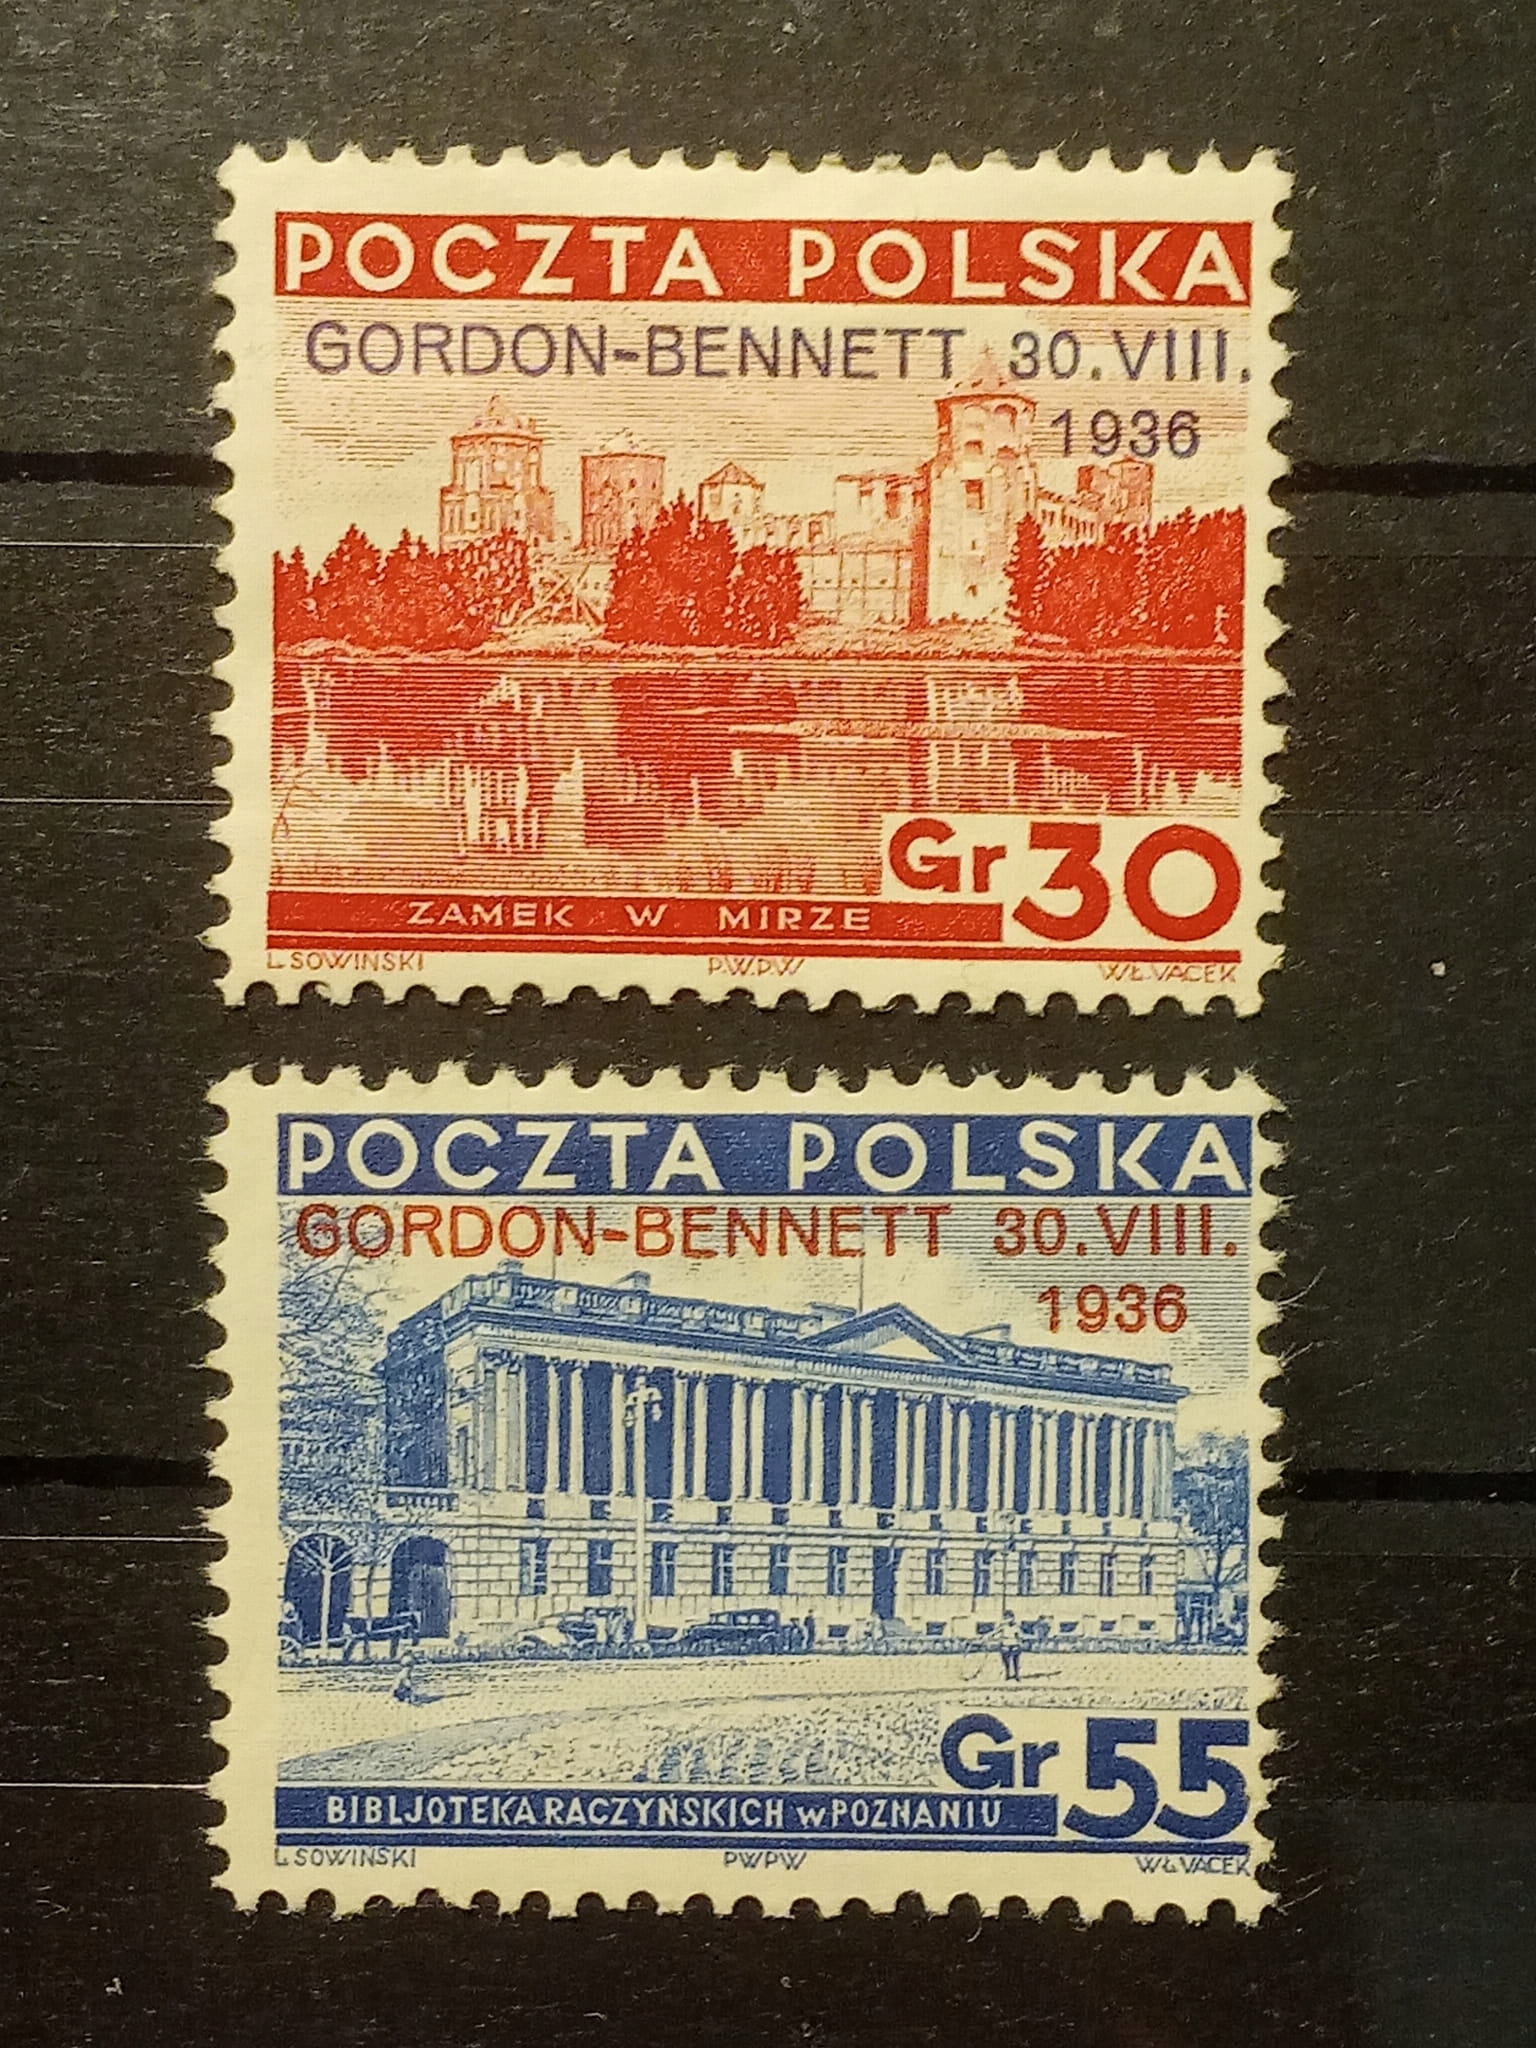 POCZTA POLSKA
GORDON-BENNETT 30.VIII.
1936
Gr 30
ZAMEK W MIRZE
L.SOWINSKI P.W.P.W WŁ.VACEK
POCZTA POLSKA
GORDON-BENNETT 30.VIII.
1936
Gr 55
BIBLJOTEKA RACZYŃSKICH w POZNANIU
L SOWINSKI PWPW WŁ.VACEK